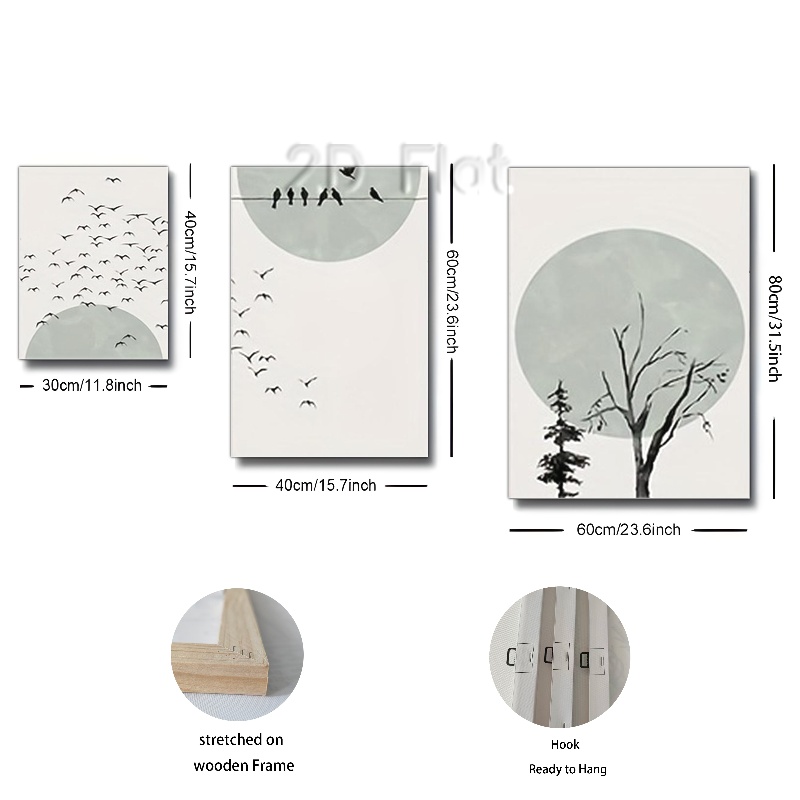 2D Flat
40cm/15.7inch
30cm/11.8inch
60cm/23.6inch
40cm/15.7inch
80cm/31.5inch
60cm/23.6inch
stretched on
wooden Frame
Hook
Ready to Hang